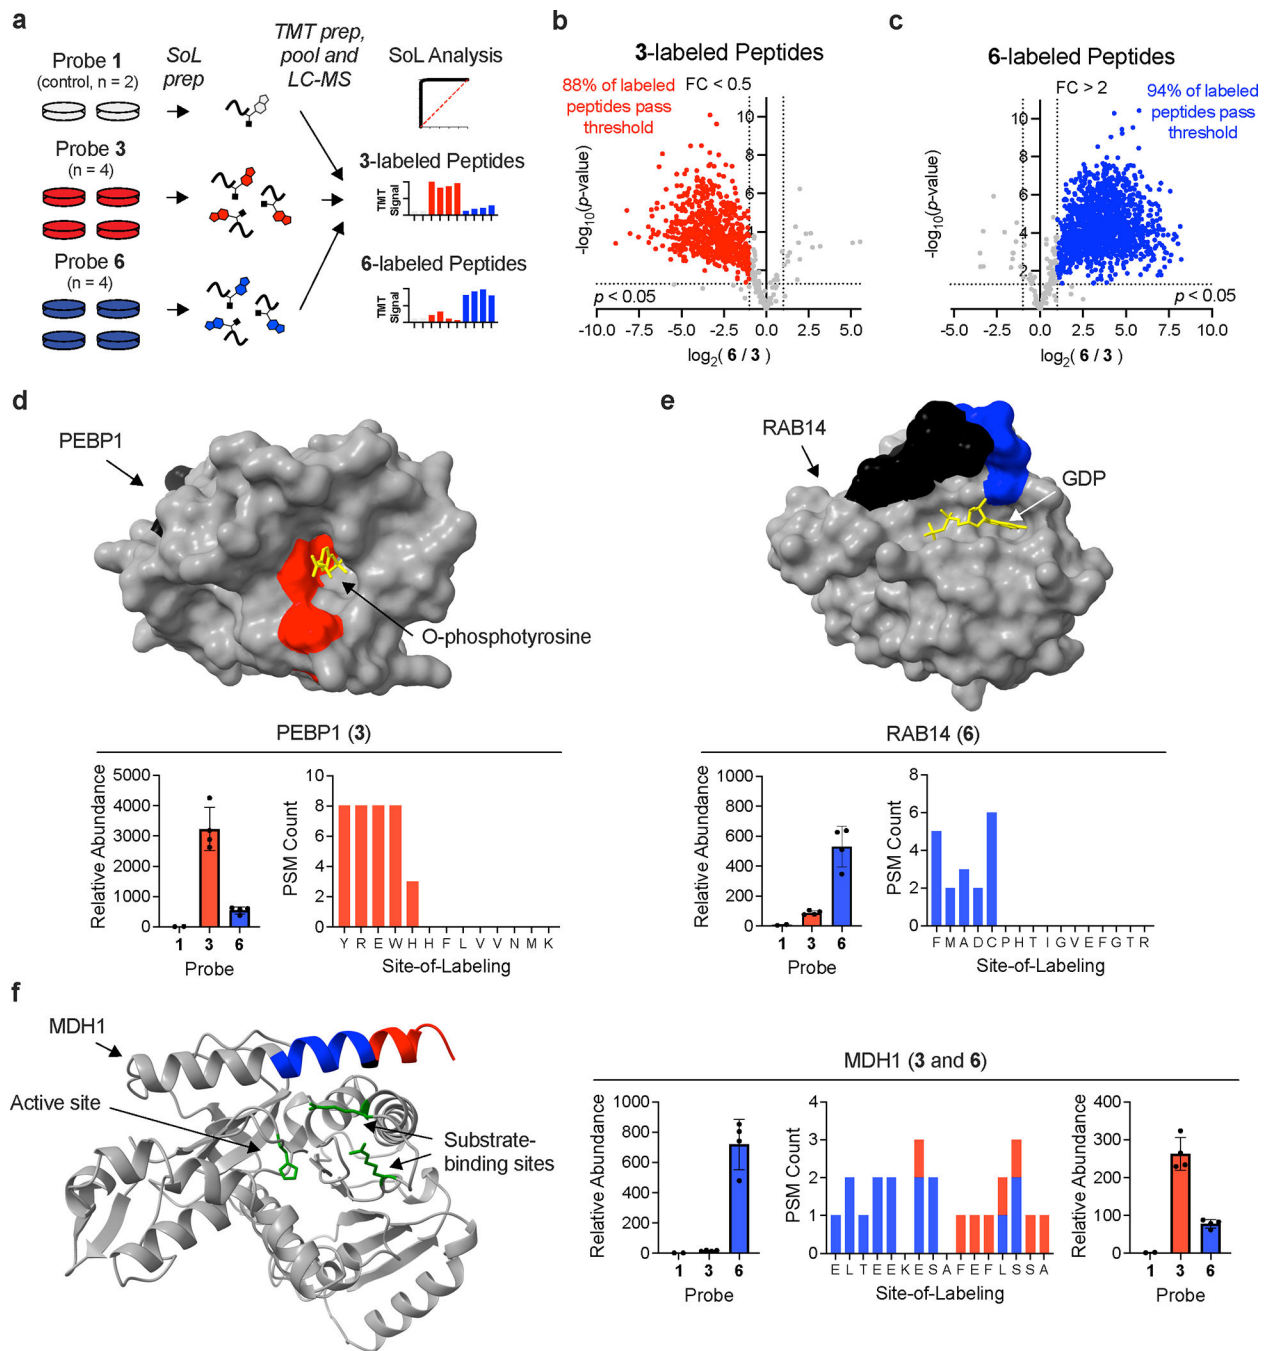 a
Probe 1
(control, n = 2)
SoL
prep
TMT prep,
pool and
LC-MS
SoL Analysis
Probe 3
(n = 4)
3-labeled Peptides
TMT
Signal
Probe 6
(n = 4)
6-labeled Peptides
TMT
Signal
b
3-labeled Peptides
88% of labeled
peptides pass
threshold
FC < 0.5
-log10(p-value)
10
8
6
4
2
0
p < 0.05
-10.0 -7.5 -5.0 -2.5 0.0 2.5 5.0
log2( 6 / 3 )
c
6-labeled Peptides
FC > 2
94% of labeled
peptides pass
threshold
-log10(p-value)
10
8
6
4
2
0
p < 0.05
-5.0 -2.5 0.0 2.5 5.0 7.5 10.0
log2( 6 / 3 )
d
PEBP1
O-phosphotyrosine
PEBP1 (3)
Relative Abundance
5000
4000
3000
2000
1000
0
1 3 6
Probe
PSM Count
10
8
6
4
2
0
Y R E W H H F L V V N M K
Site-of-Labeling
e
RAB14
GDP
RAB14 (6)
Relative Abundance
1000
800
600
400
200
0
1 3 6
Probe
PSM Count
8
6
4
2
0
F M A D C P H T I G V E F G T R
Site-of-Labeling
f
MDH1
Active site
Substrate-
binding sites
MDH1 (3 and 6)
Relative Abundance
1000
800
600
400
200
0
1 3 6
Probe
PSM Count
4
3
2
1
0
E L T E E K E S A F E F L S S A
Site-of-Labeling
Relative Abundance
400
300
200
100
0
1 3 6
Probe